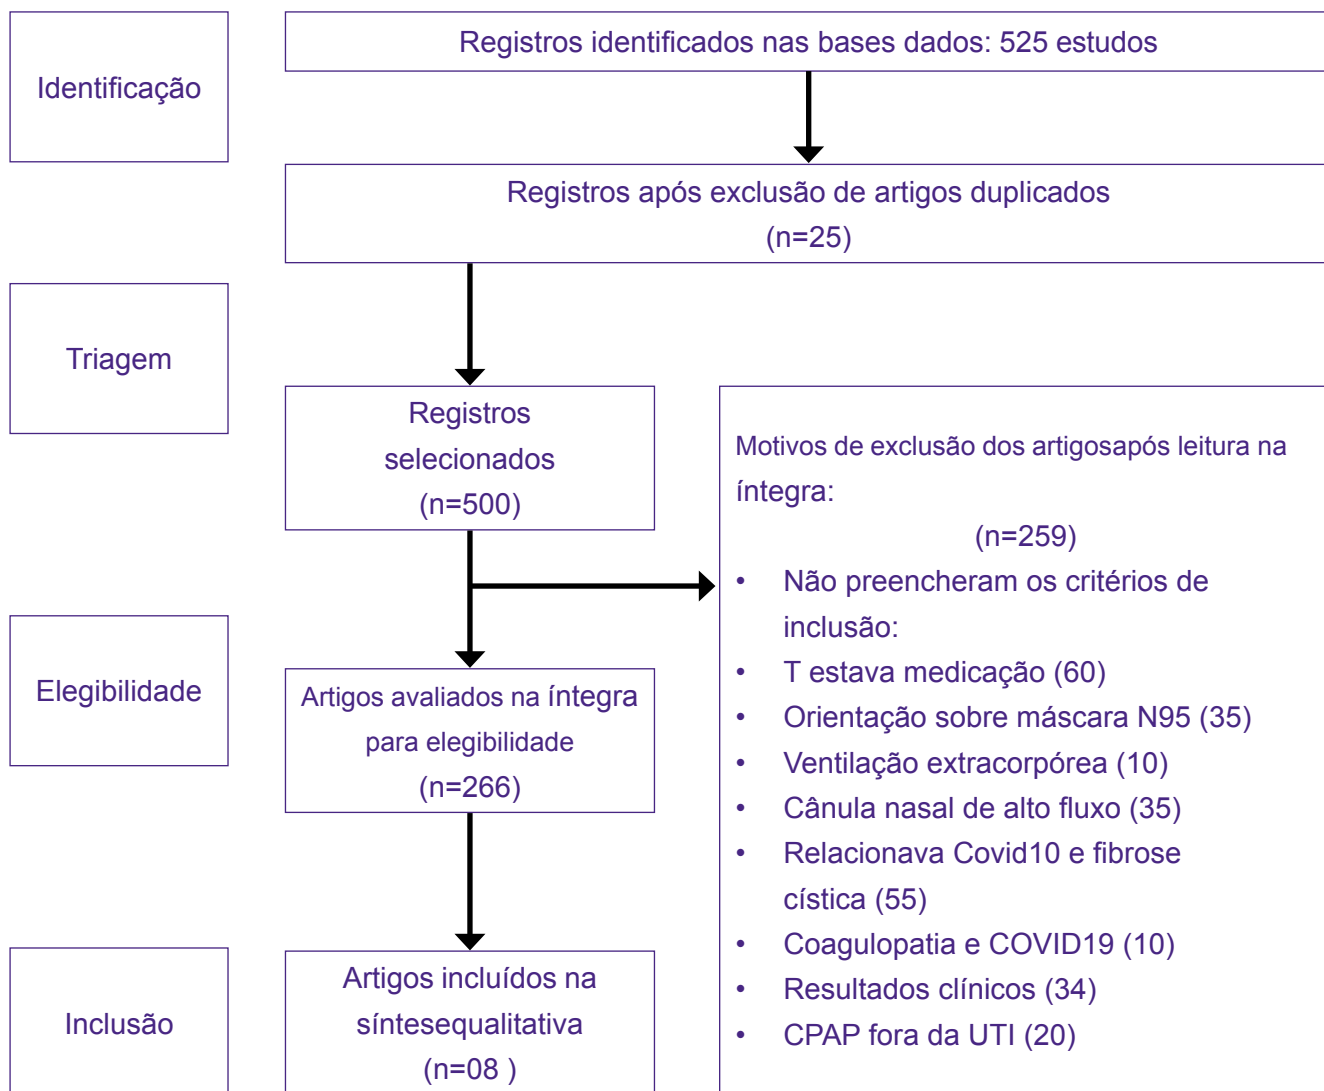 Identificação
Registros identificados nas bases dados: 525 estudos
Registros após exclusão de artigos duplicados
(n=25)
Triagem
Registros
selecionados
(n=500)
Motivos de exclusão dos artigosapós leitura na
íntegra:
(n=259)
• Não preencheram os critérios de
inclusão:
• T estava medicação (60)
• Orientação sobre máscara N95 (35)
• Ventilação extracorpórea (10)
• Cânula nasal de alto fluxo (35)
• Relacionava Covid10 e fibrose
cística (55)
• Coagulopatia e COVID19 (10)
• Resultados clínicos (34)
• CPAP fora da UTI (20)
Elegibilidade
Artigos avaliados na íntegra
para elegibilidade
(n=266)
Inclusão
Artigos incluídos na
síntesequalitativa
(n=08 )